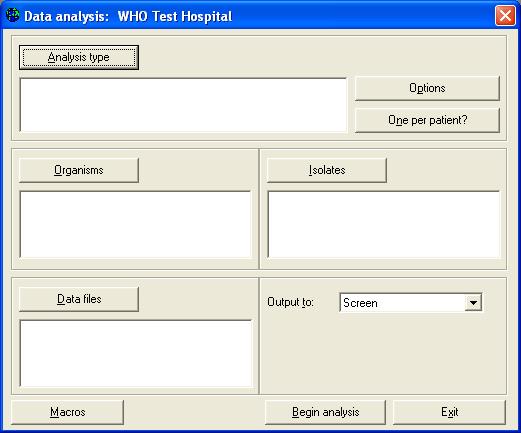 Data analysis: WHO Test Hospital
Analysis type
Options
One per patient?
Organisms
Isolates
Data files
Output to: Screen
Macros
Begin analysis
Exit